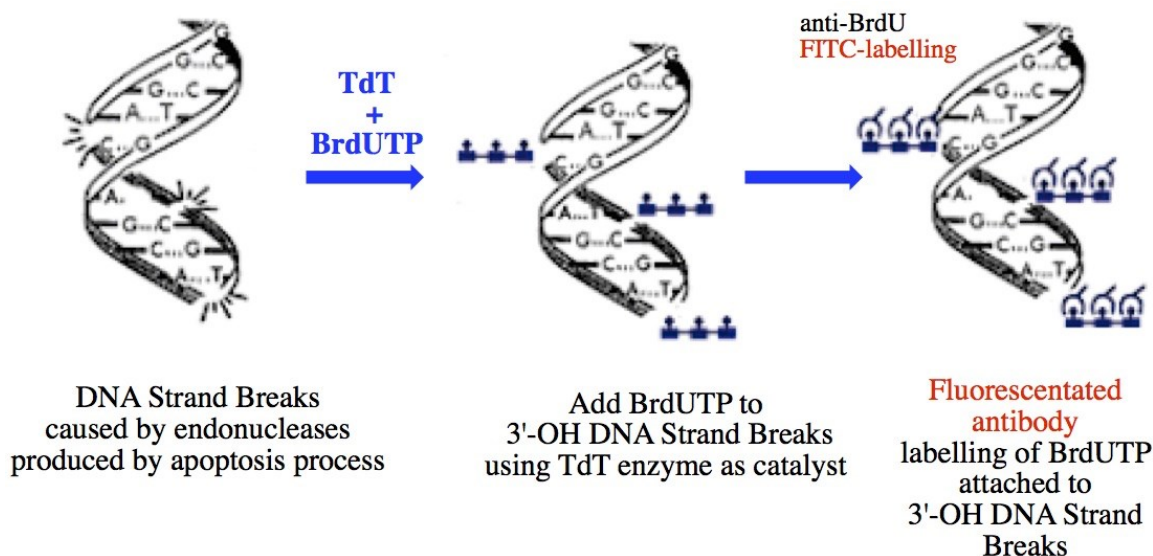 G
G...C
G...C
A...T
C...G
A.
G...C
C...G
A...T
TdT
+
BrdUTP
G
G...C
G...C
A...T
C...G
A...T
G...C
C...G
A...T
anti-BrdU
FITC-labelling
G
G...C
G...C
A...T
C...G
A.
G...C
C...G
A...T
DNA Strand Breaks
caused by endonucleases
produced by apoptosis process
Add BrdUTP to
3'-OH DNA Strand Breaks
using TdT enzyme as catalyst
Fluorescentated
antibody
labelling of BrdUTP
attached to
3'-OH DNA Strand
Breaks